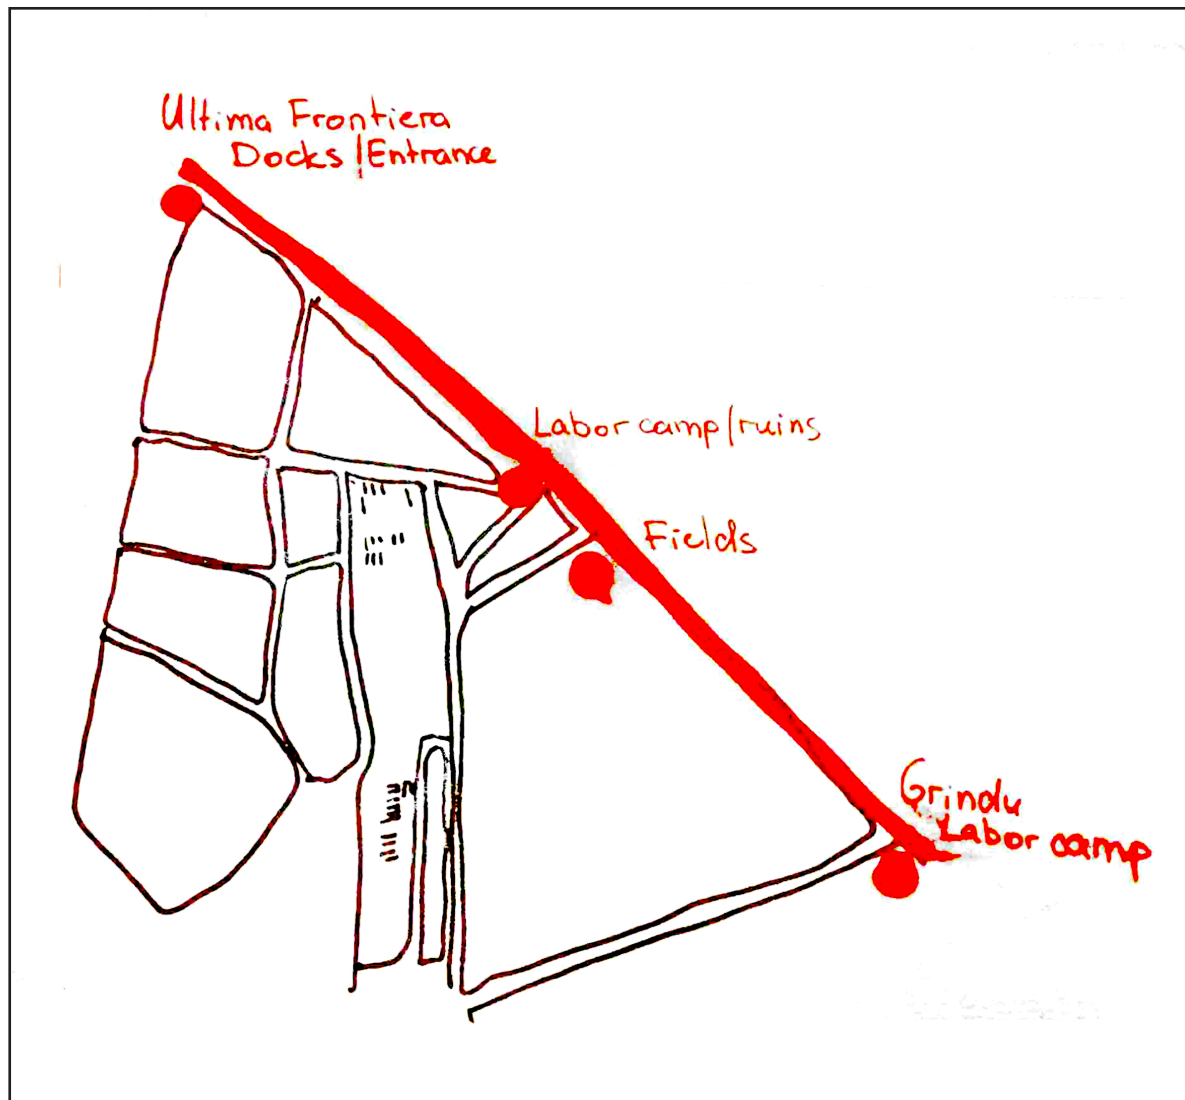 Ultima Frontiera
Docks/Entrance
Labor camp/ruins
Fields
Grindu
Labor camp